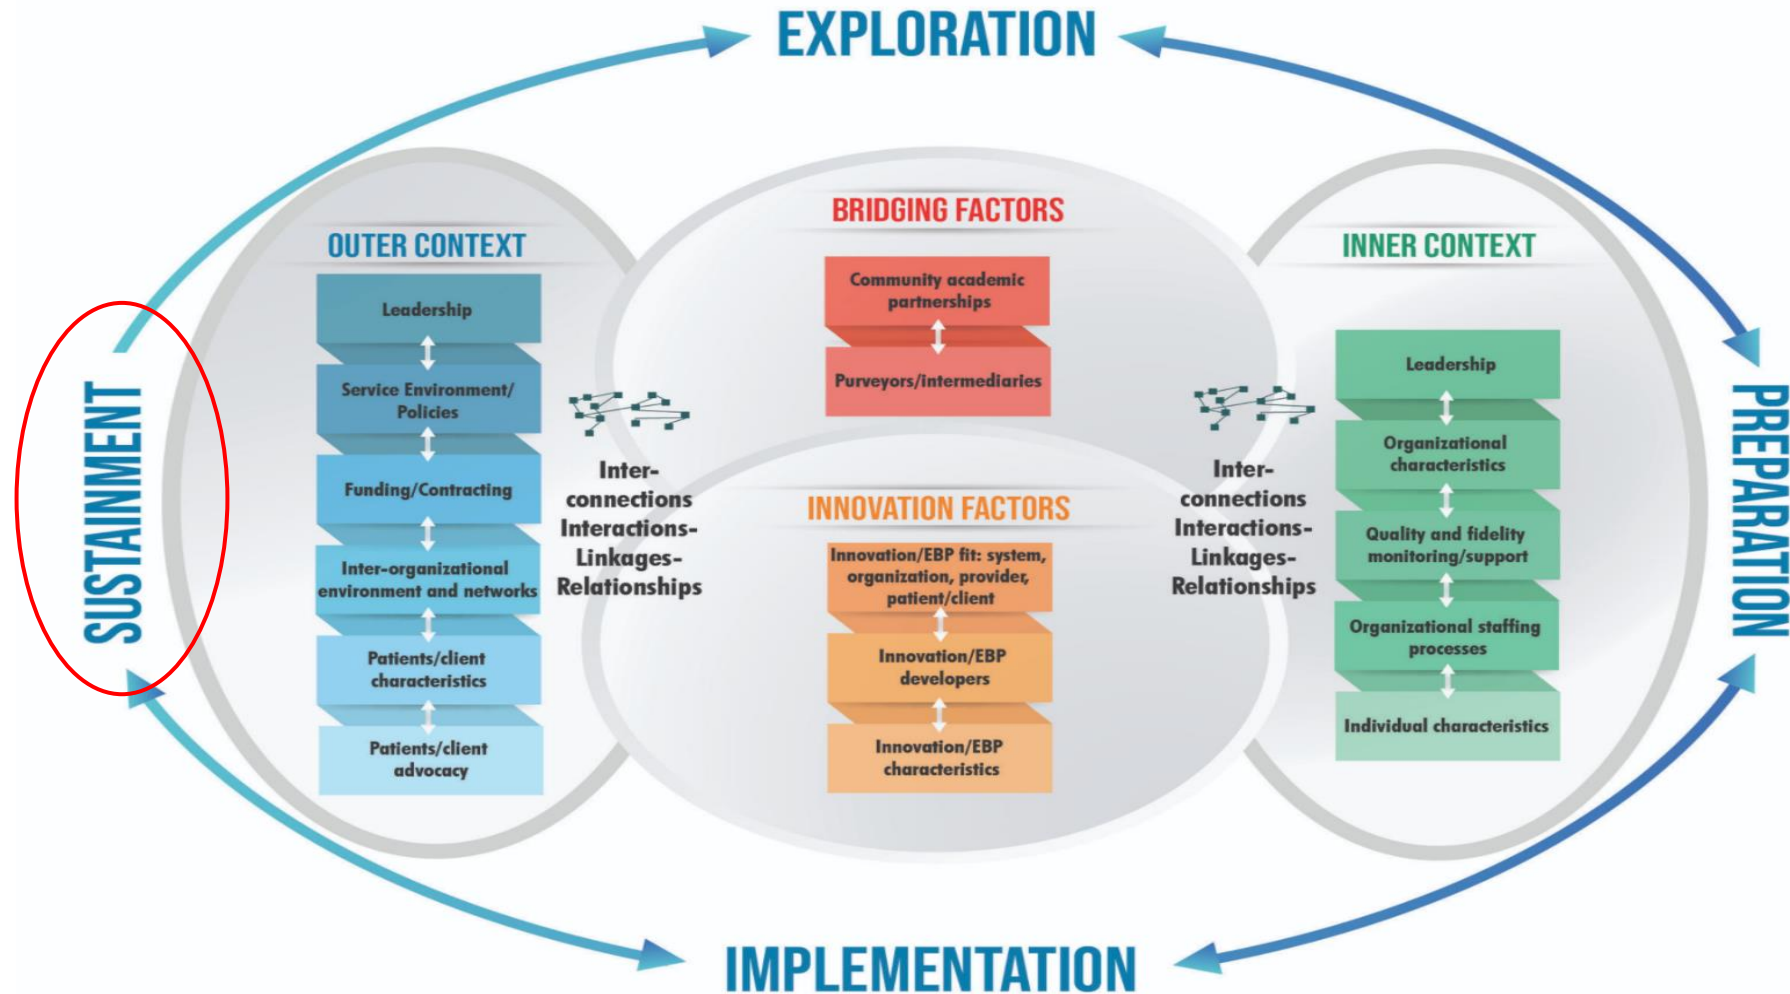 EXPLORATION
BRIDGING FACTORS
Community academic
partnerships
Purveyors/intermediaries
OUTER CONTEXT
Leadership
Service Environment/
Policies
Funding/Contracting
Inter-organizational
environment and networks
Patients/client
characteristics
Patients/client
advocacy
Inter-
connections
Interactions-
Linkages-
Relationships
INNOVATION FACTORS
Innovation/EBP fit: system,
organization, provider,
patient/client
Innovation/EBP
developers
Innovation/EBP
characteristics
Inter-
connections
Interactions-
Linkages-
Relationships
INNER CONTEXT
Leadership
Organizational
characteristics
Quality and fidelity
monitoring/support
Organizational staffing
processes
Individual characteristics
SUSTAINMENT
PREPARATION
IMPLEMENTATION